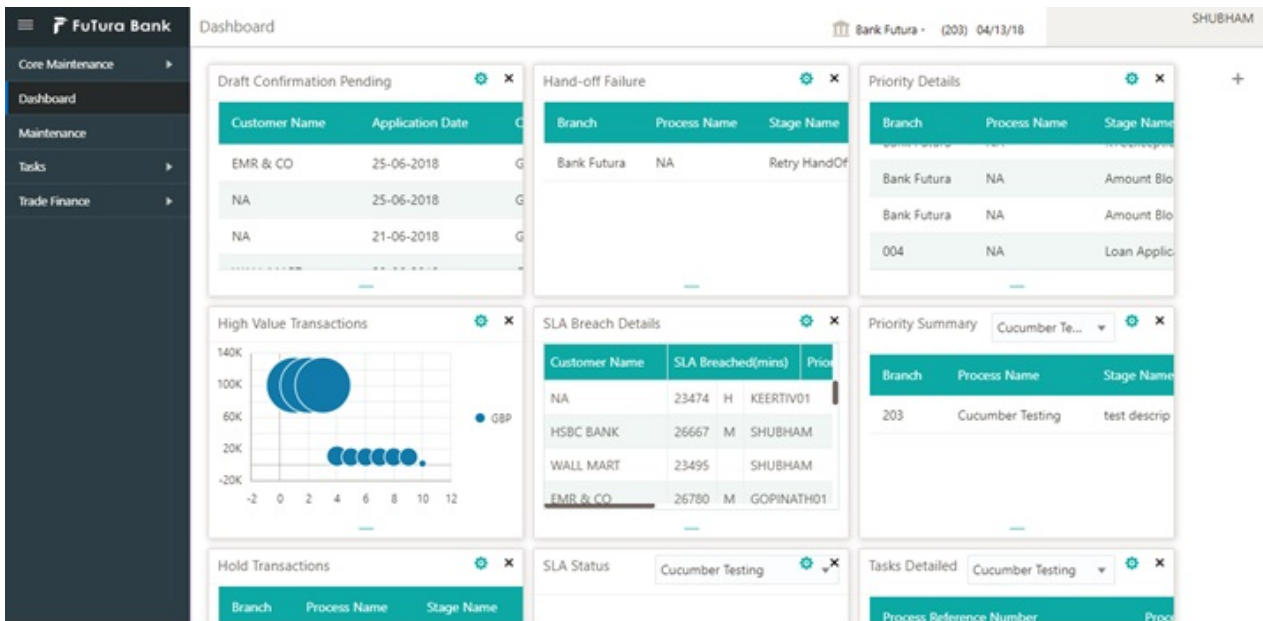 FuTura Bank
Dashboard
Bank Futura - (203) 04/13/18
SHUBHAM
Core Maintenance
Dashboard
Maintenance
Tasks
Trade Finance
Draft Confirmation Pending
Customer Name Application Date
EMR & CO 25-06-2018 G
NA 25-06-2018 G
NA 21-06-2018 G
Hand-off Failure
Branch Process Name Stage Name
Bank Futura NA Retry HandOf
Priority Details
Branch Process Name Stage Name
Bank Futura NA Amount Blo
Bank Futura NA Amount Blo
004 NA Loan Applic
High Value Transactions
140K
100K
60K
20K
-20K
-2 0 2 4 6 8 10 12
GBP
SLA Breach Details
Customer Name SLA Breached(mins) Prior
NA 23474 H KEERTIV01
HSBC BANK 26667 M SHUBHAM
WALL MART 23495 SHUBHAM
EMR & CO 26780 M GOPINATH01
Priority Summary Cucumber Te...
Branch Process Name Stage Name
203 Cucumber Testing test descrip
Hold Transactions
Branch Process Name Stage Name
SLA Status Cucumber Testing
Tasks Detailed Cucumber Testing
Process Reference Number Proce